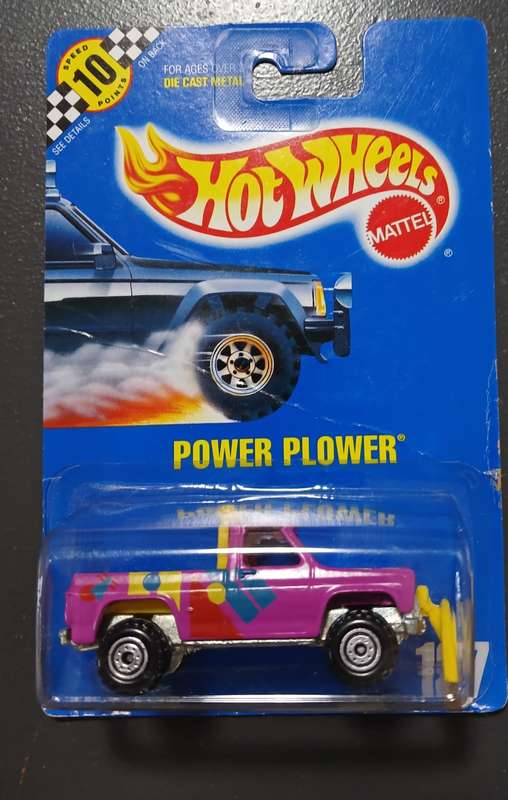 SPEED
10
POINTS
ON BACK
SEE DETAILS
FOR AGES OVER
DIE CAST METAL
HOT WHEELS®
MATTEL
®
POWER PLOWER®